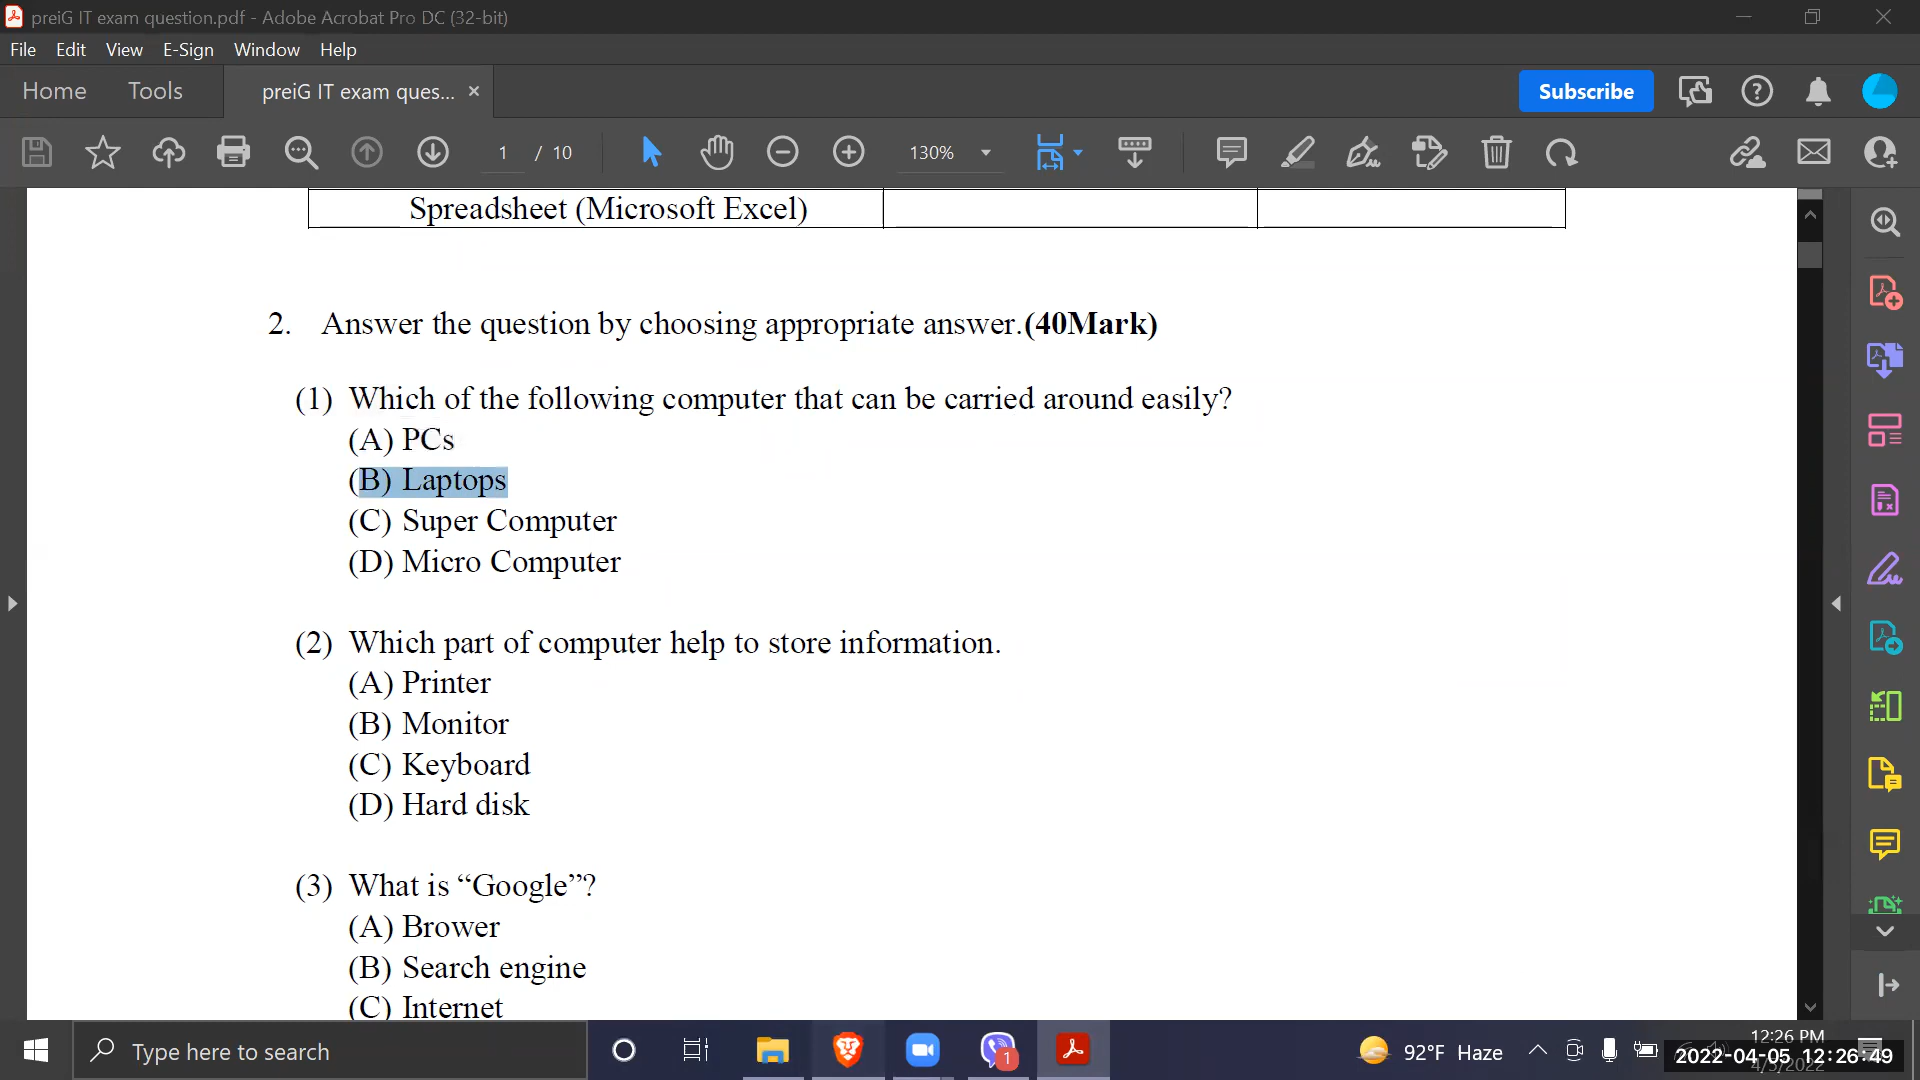 preiG IT exam question.pdf - Adobe Acrobat Pro DC (32-bit)
File Edit View E-Sign Window Help
Home Tools preiG IT exam ques... × Subscribe
1 / 10 130%
Spreadsheet (Microsoft Excel)
2. Answer the question by choosing appropriate answer.(40Mark)
(1) Which of the following computer that can be carried around easily?
(A) PCs
(B) Laptops
(C) Super Computer
(D) Micro Computer
(2) Which part of computer help to store information.
(A) Printer
(B) Monitor
(C) Keyboard
(D) Hard disk
(3) What is “Google”?
(A) Brower
(B) Search engine
(C) Internet
Type here to search
1
92°F Haze
12:26 PM
2022-04-05 12:26:49